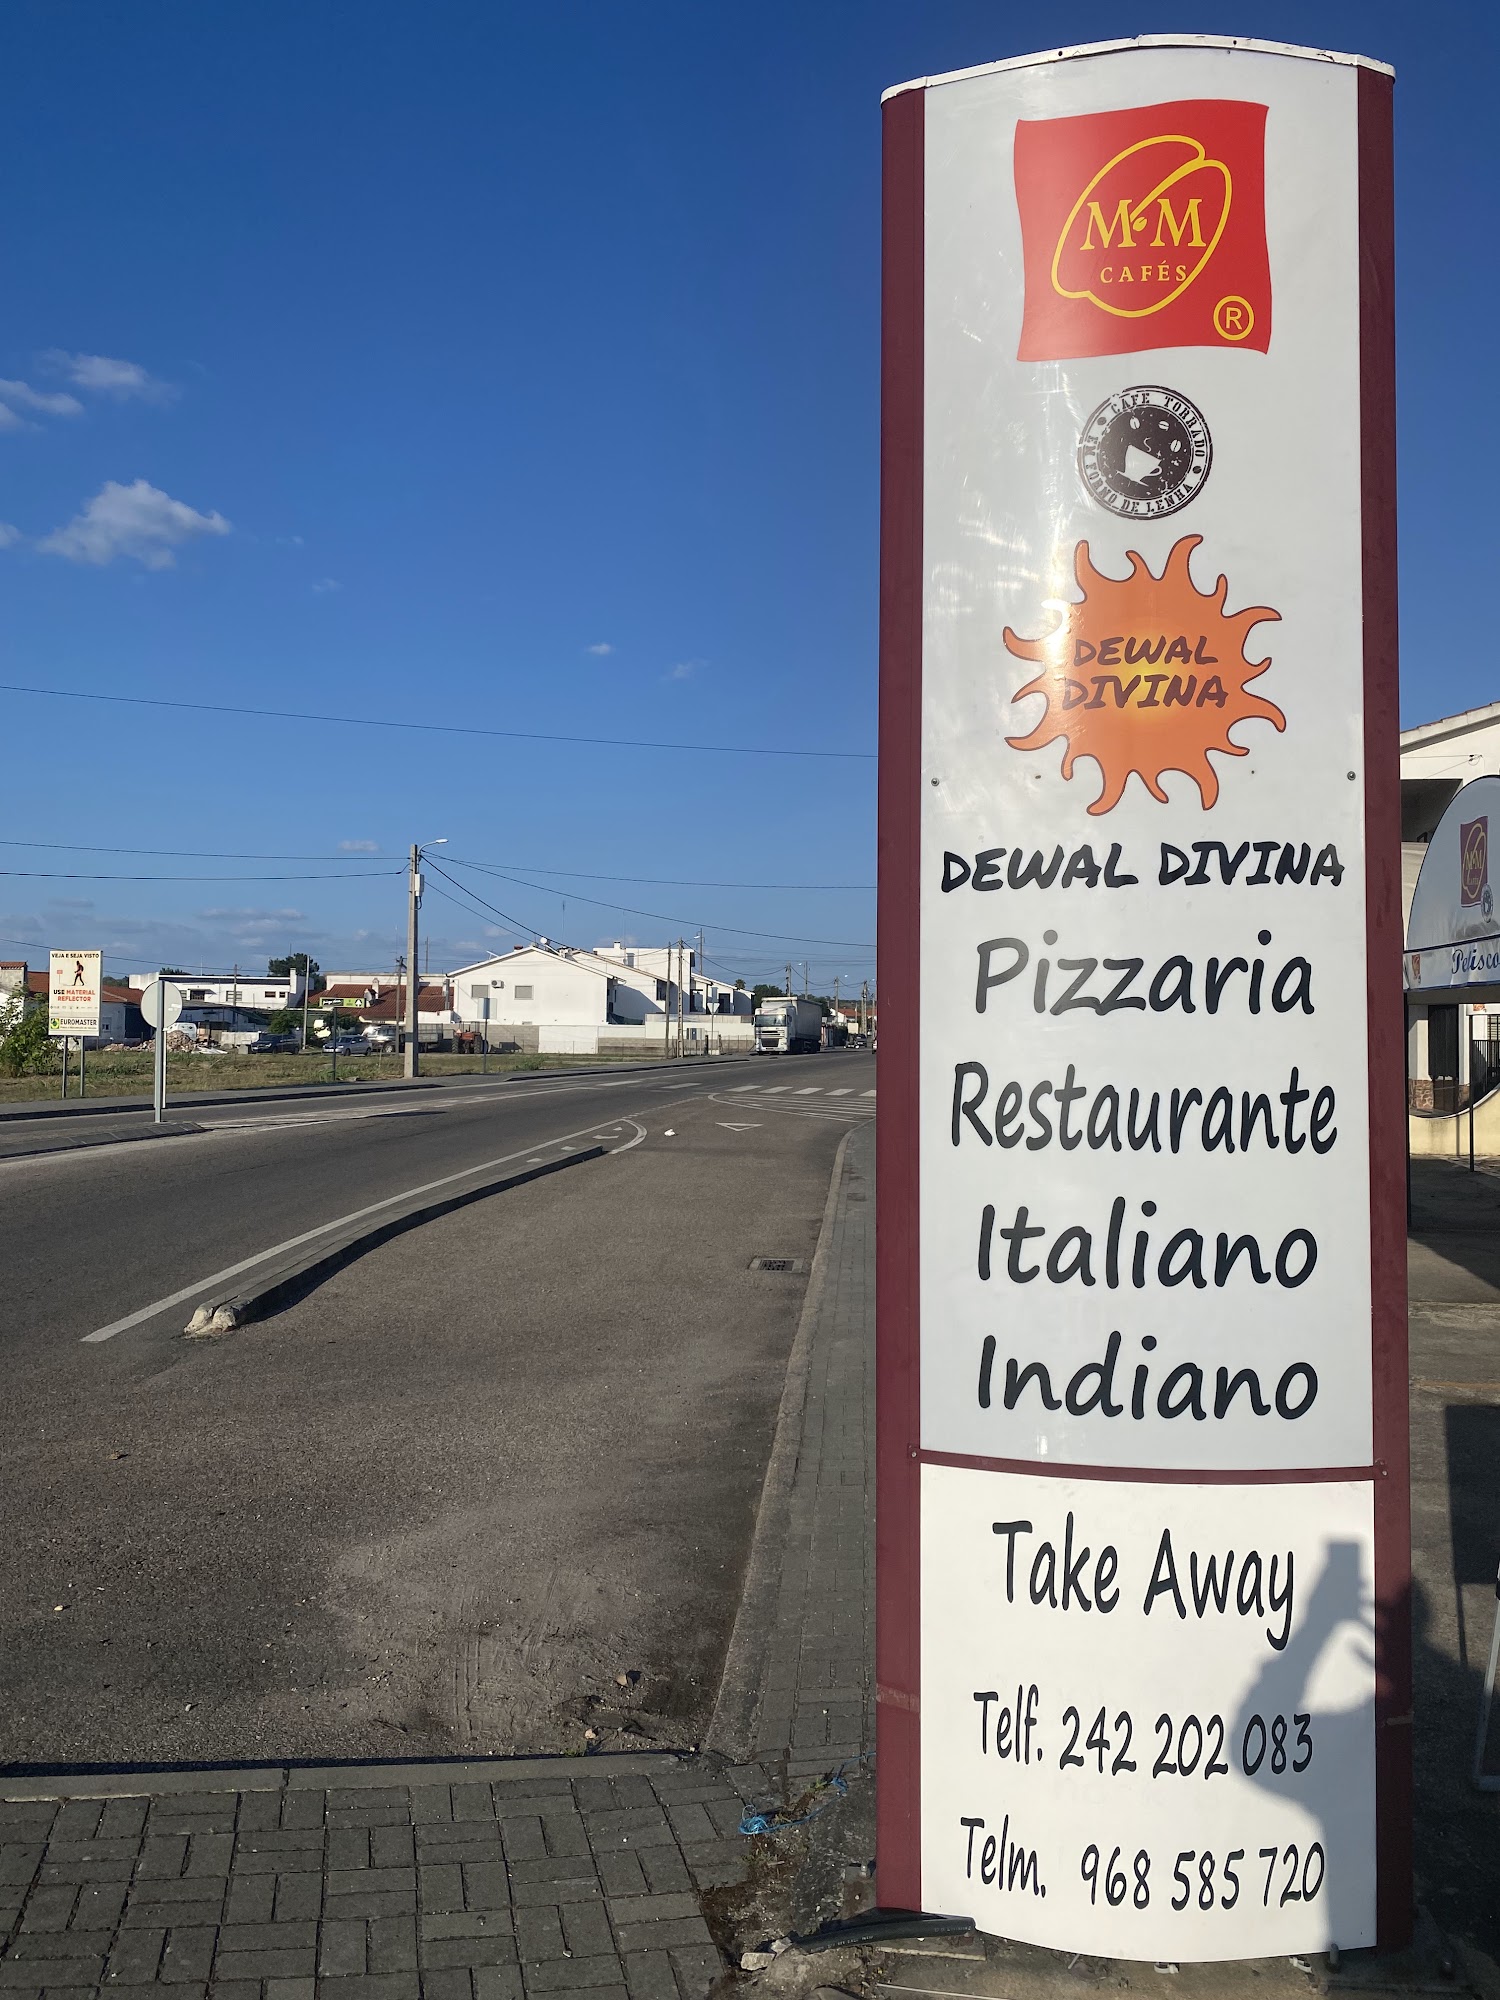 M M
CAFÉS
®
CAFE TORRADO
EM FORNO DE LENHA
DEWAL
DIVINA
DEWAL DIVINA
Pizzaria
Restaurante
Italiano
Indiano
Take Away
Telf. 242 202 083
Telm. 968 585 720
VEJA E SEJA VISTO
USE MATERIAL
REFLECTOR
EUROMASTER
M M